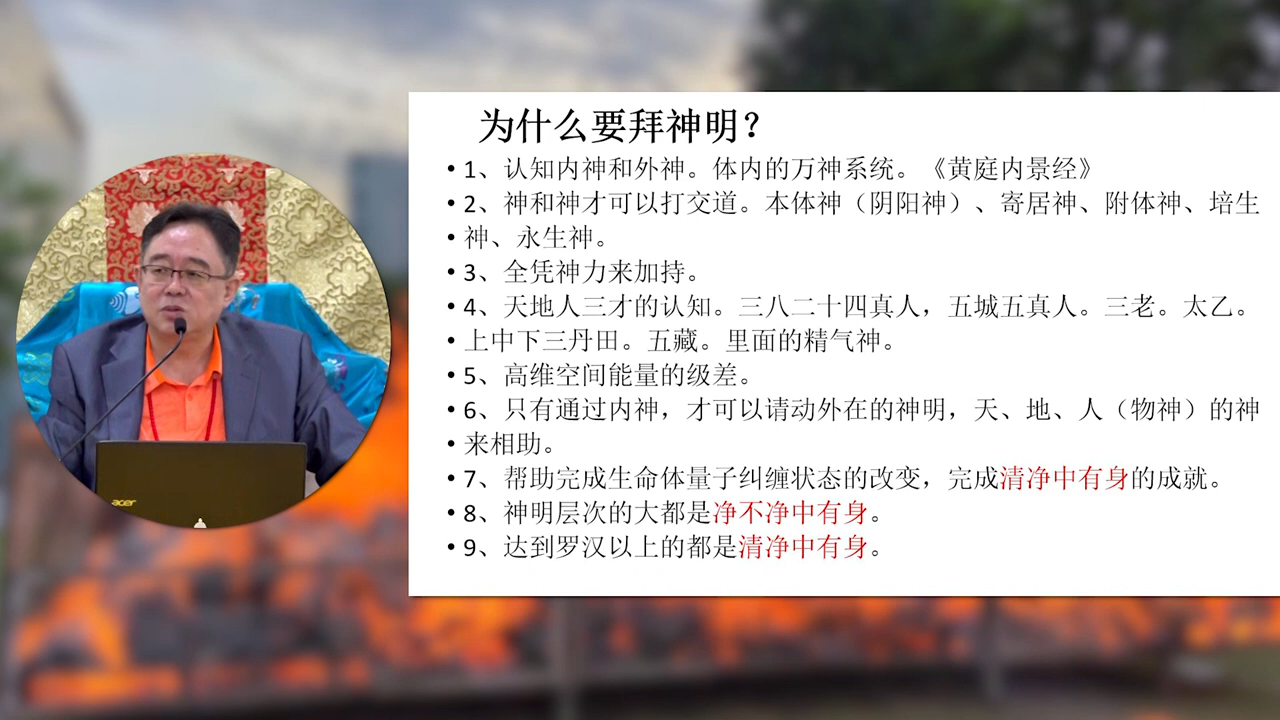 为什么要拜神明？
• 1、认知内神和外神。体内的万神系统。《黄庭内景经》
• 2、神和神才可以打交道。本体神（阴阳神）、寄居神、附体神、培生
• 神、永生神。
• 3、全凭神力来加持。
• 4、天地人三才的认知。三八二十四真人，五城五真人。三老。太乙。
• 上中下三丹田。五藏。里面的精气神。
• 5、高维空间能量的级差。
• 6、只有通过内神，才可以请动外在的神明，天、地、人（物神）的神
• 来相助。
• 7、帮助完成生命体量子纠缠状态的改变，完成清净中有身的成就。
• 8、神明层次的大都是净不净中有身。
• 9、达到罗汉以上的都是清净中有身。
acer